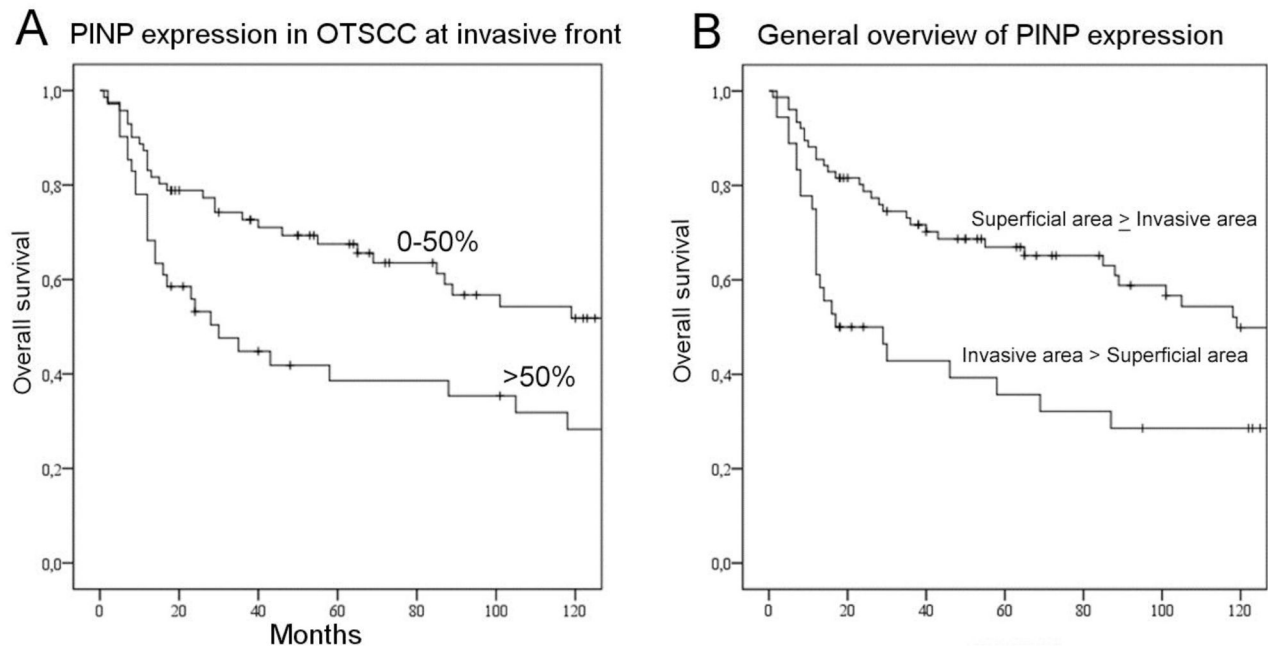 A PINP expression in OTSCC at invasive front
Overall survival
1,0
0,8
0,6
0,4
0,2
0,0
0-50%
>50%
0 20 40 60 80 100 120
Months
B General overview of PINP expression
Overall survival
1,0
0,8
0,6
0,4
0,2
0,0
Superficial area ≥ Invasive area
Invasive area > Superficial area
0 20 40 60 80 100 120